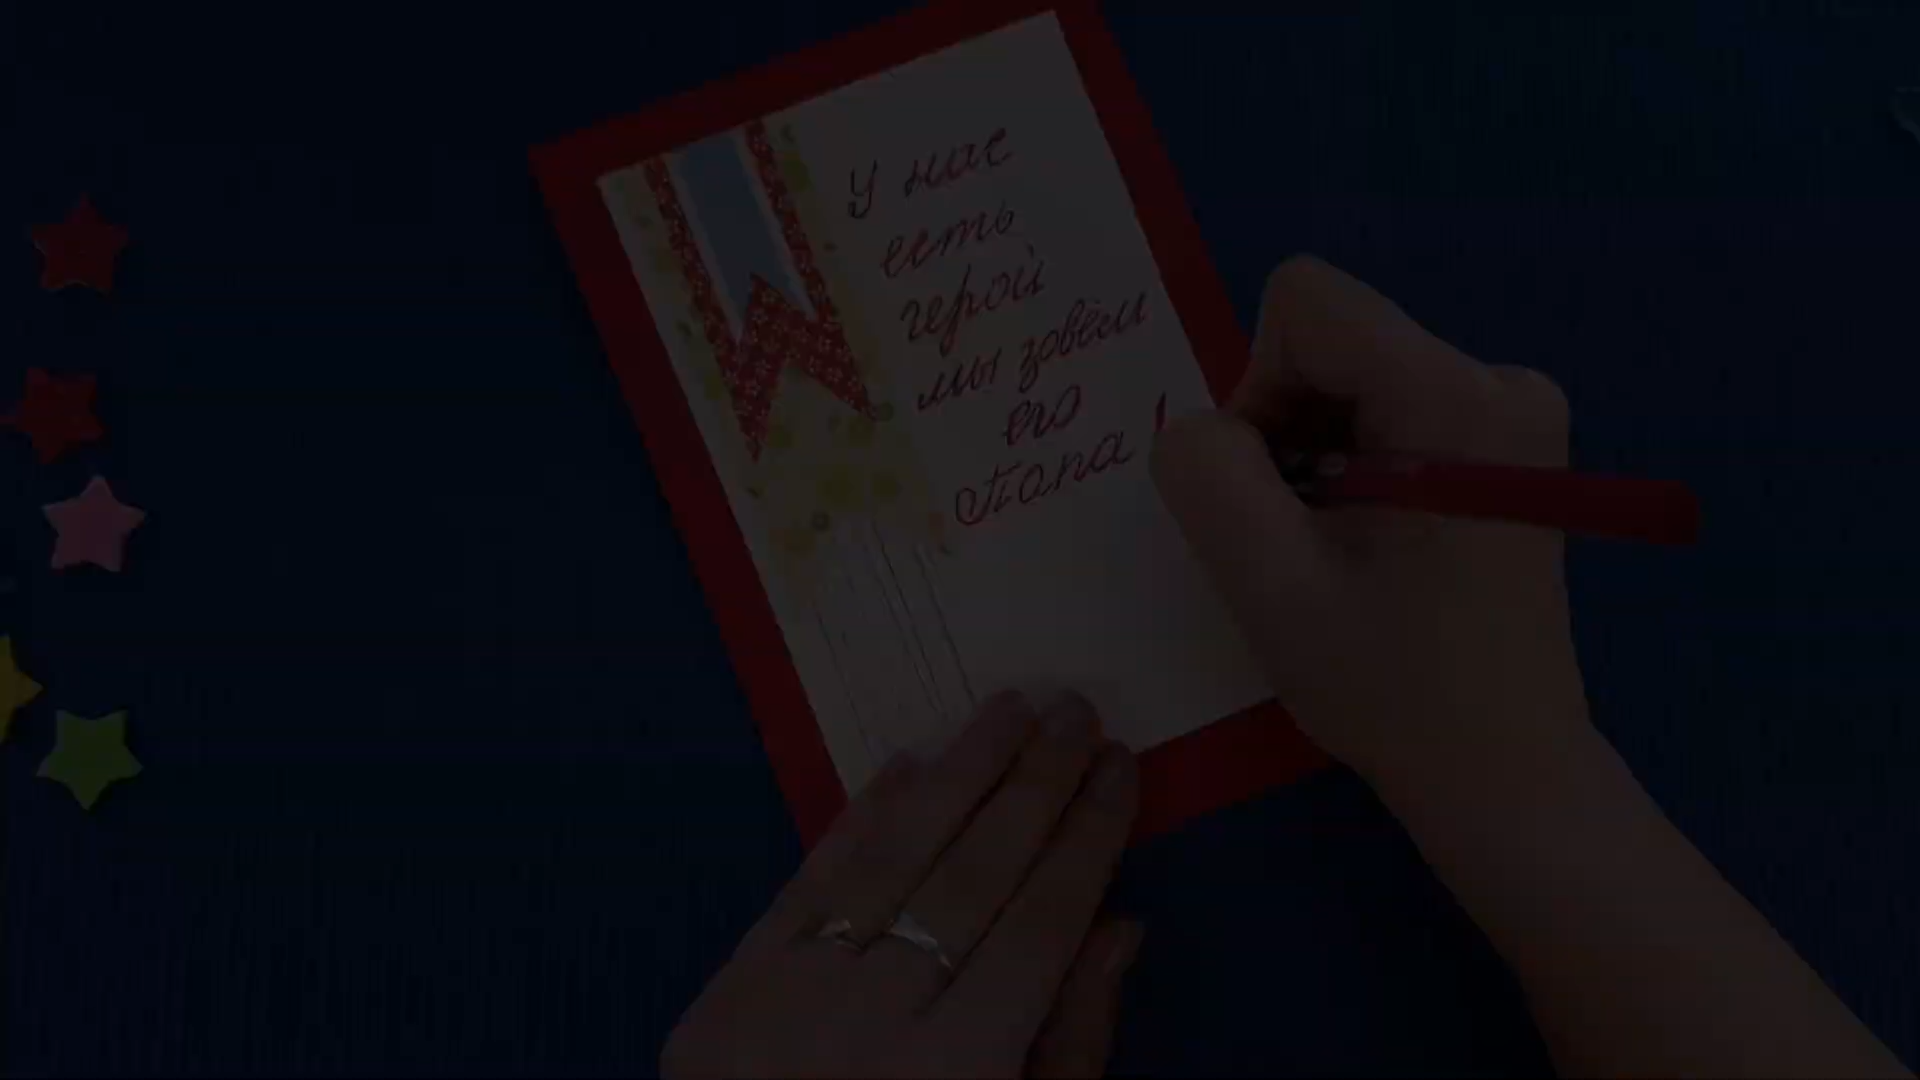 У нас
есть
герой
мы зовём
его
Папа!